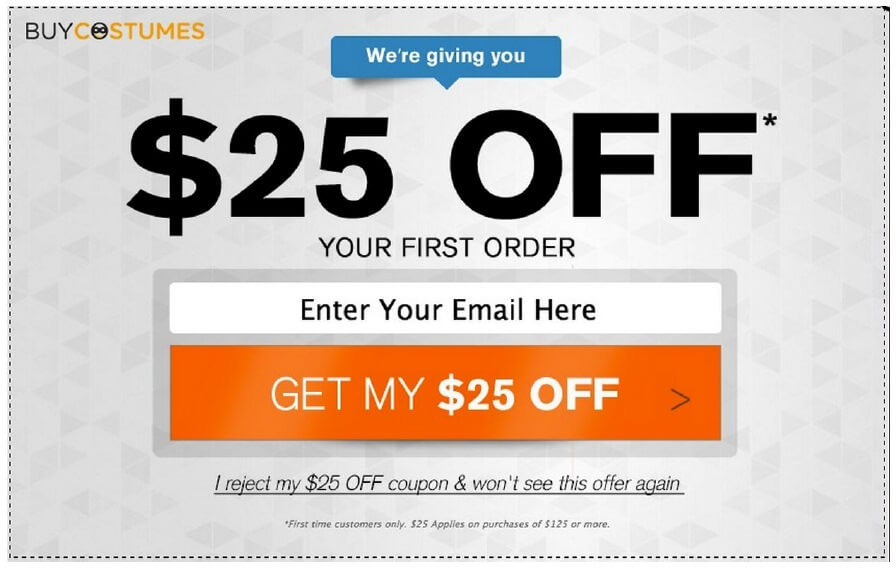 BUYCOSTUMES
We're giving you
$25 OFF*
YOUR FIRST ORDER
Enter Your Email Here
GET MY $25 OFF >
I reject my $25 OFF coupon & won't see this offer again
*First time customers only. $25 Applies on purchases of $125 or more.